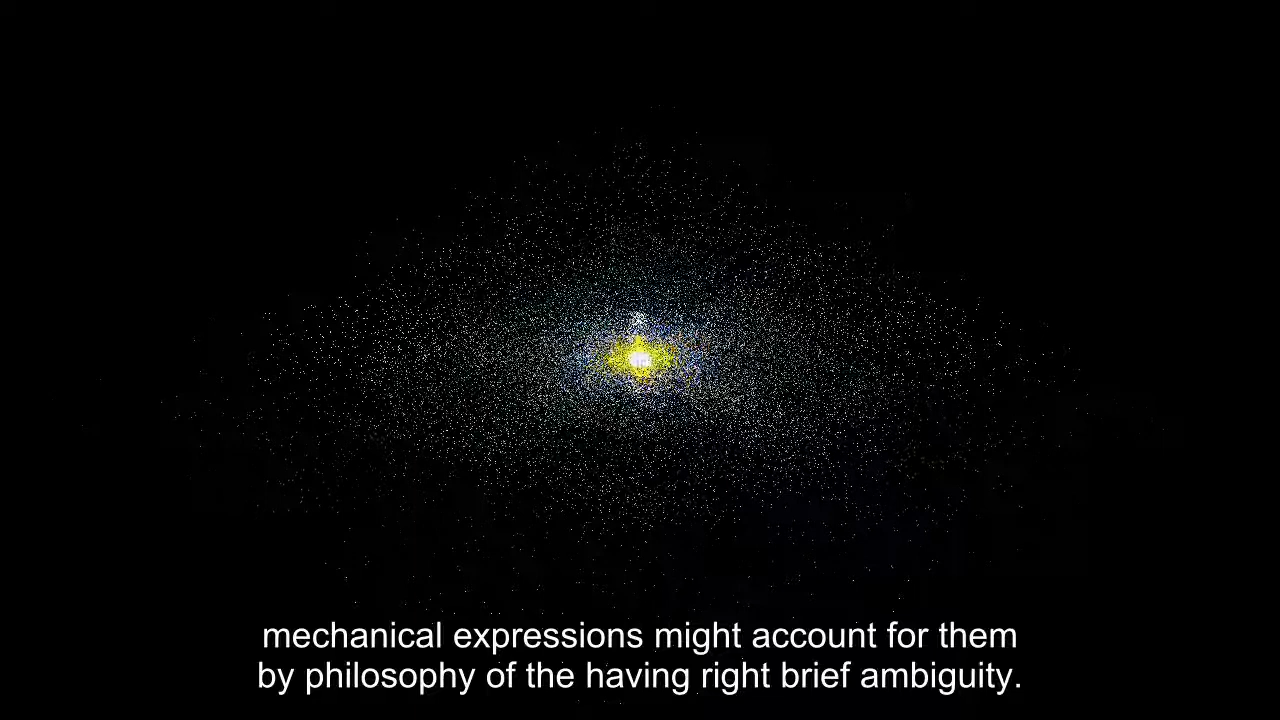 mechanical expressions might account for them
by philosophy of the having right brief ambiguity.